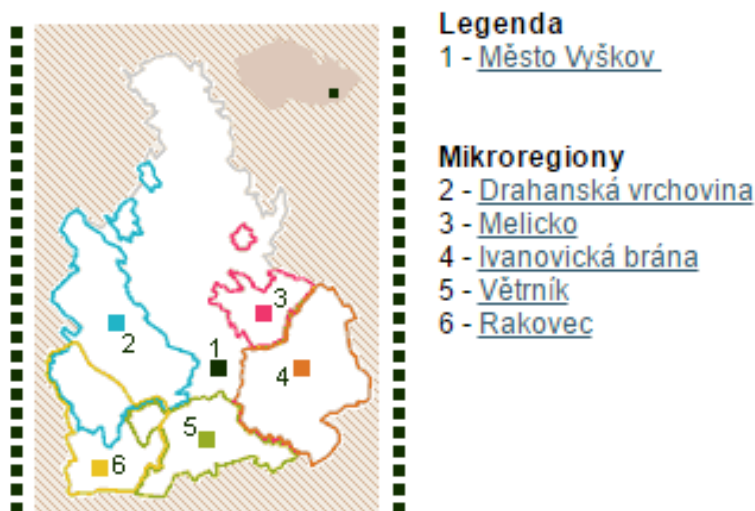 Legenda
1 - Město Vyškov
Mikroregiony
2 - Drahanská vrchovina
3 - Melicko
4 - Ivanovická brána
5 - Větrník
6 - Rakovec
3
2
1
4
5
6